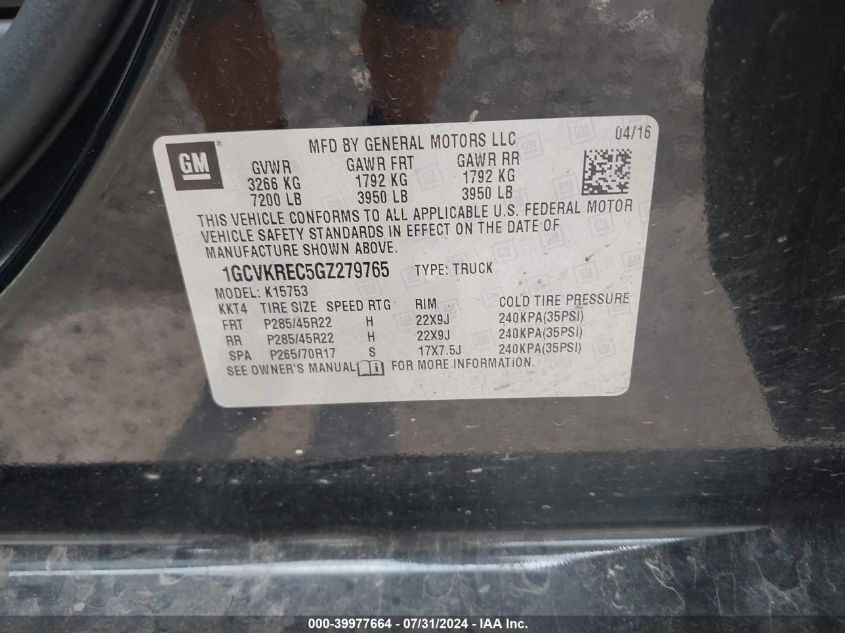 GM
MFD BY GENERAL MOTORS LLC
04/16
GVWR GAWR FRT GAWR RR
3266 KG 1792 KG 1792 KG
7200 LB 3950 LB 3950 LB
THIS VEHICLE CONFORMS TO ALL APPLICABLE U.S. FEDERAL MOTOR
VEHICLE SAFETY STANDARDS IN EFFECT ON THE DATE OF
MANUFACTURE SHOWN ABOVE.
1GCVKREC5GZ279765 TYPE: TRUCK
MODEL: K15753
KKT4 TIRE SIZE SPEED RTG RIM COLD TIRE PRESSURE
FRT P285/45R22 H 22X9J 240KPA(35PSI)
RR P285/45R22 H 22X9J 240KPA(35PSI)
SPA P265/70R17 S 17X7.5J 240KPA(35PSI)
SEE OWNER'S MANUAL FOR MORE INFORMATION.
000-39977664 / 07/31/2024 - IAA Inc.